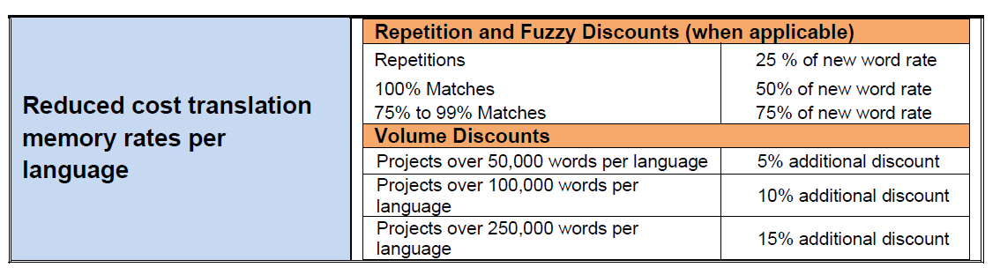 Reduced cost translation
memory rates per
language
Repetition and Fuzzy Discounts (when applicable)
Repetitions 25 % of new word rate
100% Matches 50% of new word rate
75% to 99% Matches 75% of new word rate
Volume Discounts
Projects over 50,000 words per language 5% additional discount
Projects over 100,000 words per
language 10% additional discount
Projects over 250,000 words per
language 15% additional discount